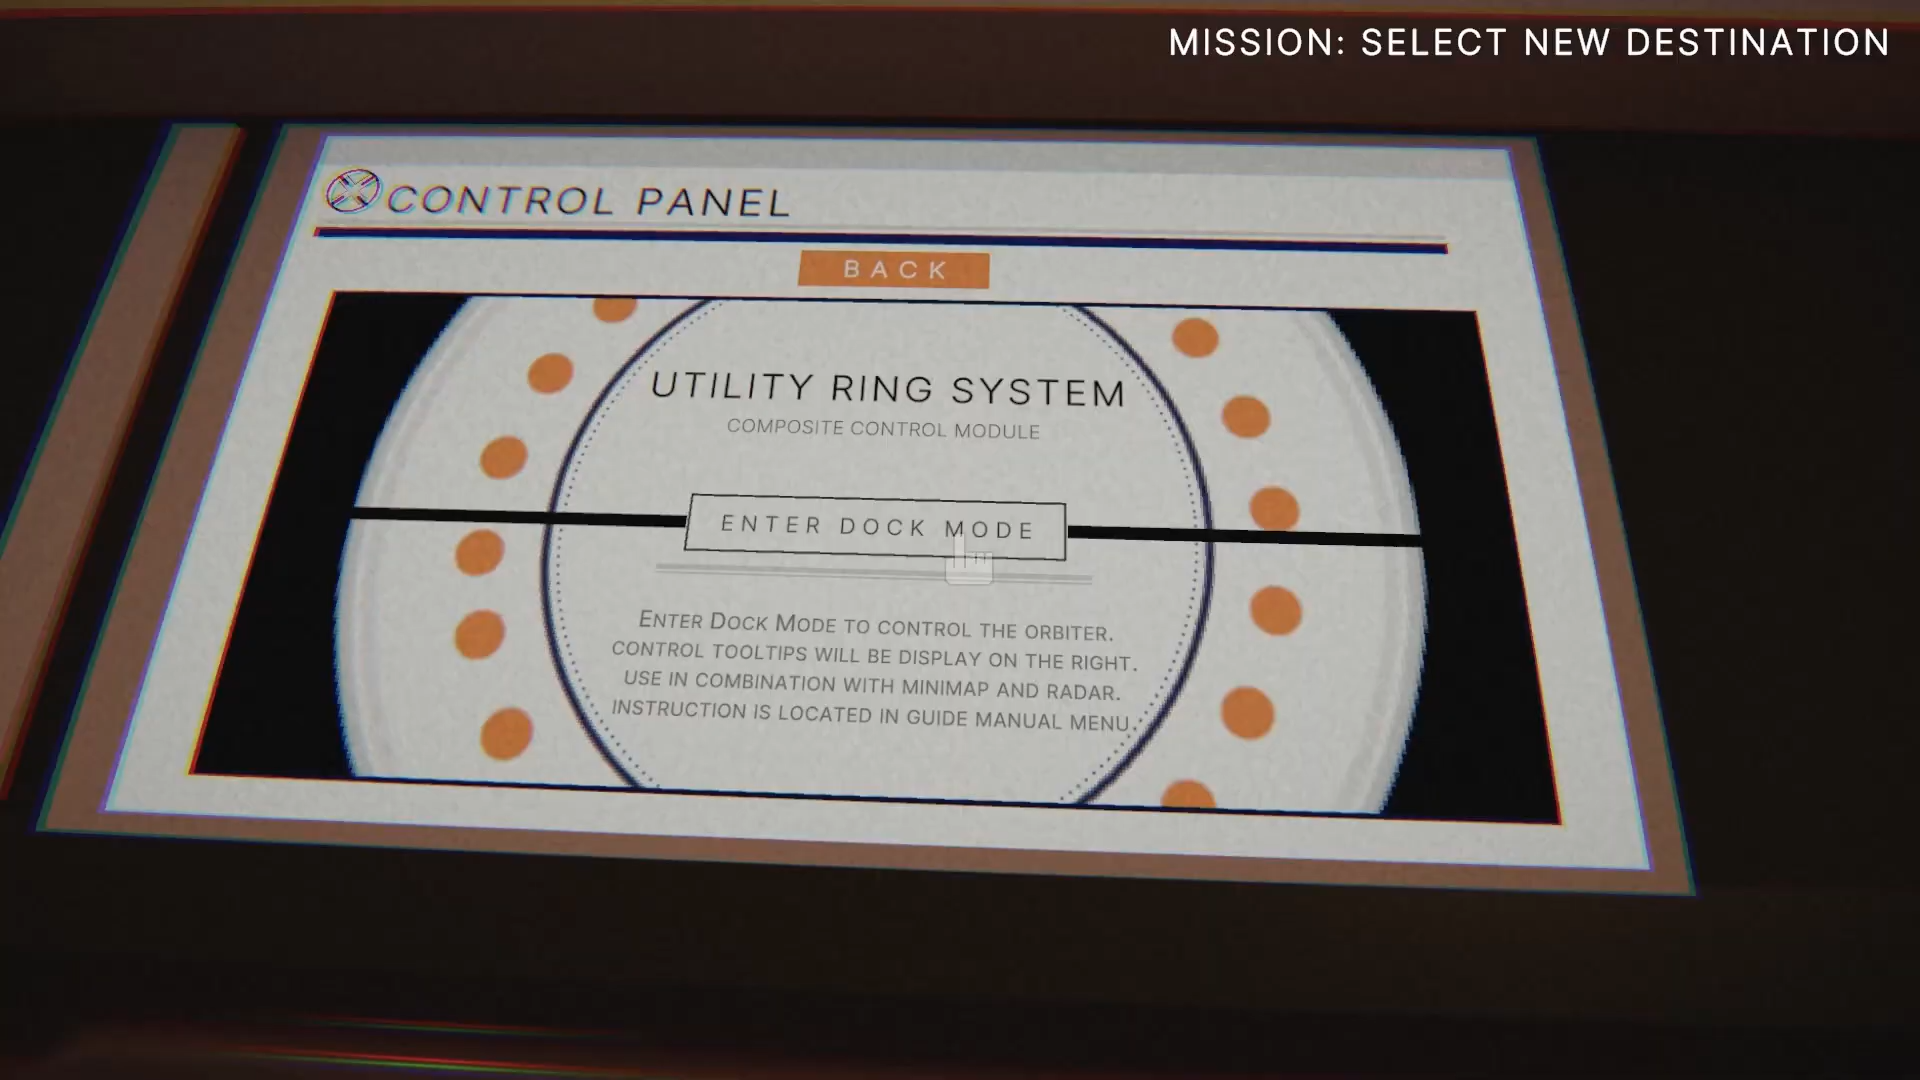 MISSION: SELECT NEW DESTINATION
CONTROL PANEL
BACK
UTILITY RING SYSTEM
COMPOSITE CONTROL MODULE
ENTER DOCK MODE
ENTER DOCK MODE TO CONTROL THE ORBITER.
CONTROL TOOLTIPS WILL BE DISPLAY ON THE RIGHT.
USE IN COMBINATION WITH MINIMAP AND RADAR.
INSTRUCTION IS LOCATED IN GUIDE MANUAL MENU.